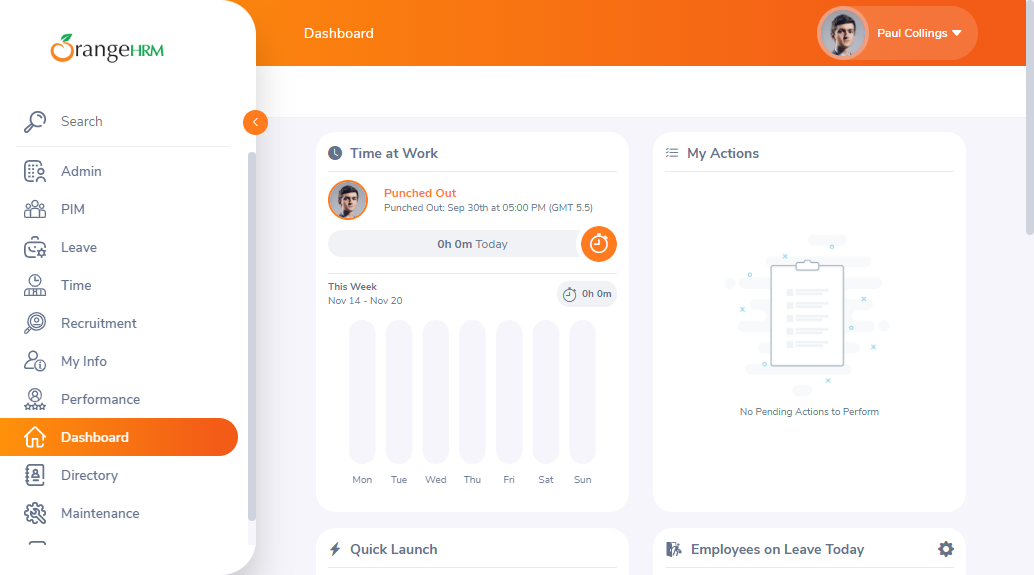 OrangeHRM
Dashboard
Paul Collings
Search
Admin
PIM
Leave
Time
Recruitment
My Info
Performance
Dashboard
Directory
Maintenance
Time at Work
Punched Out
Punched Out: Sep 30th at 05:00 PM (GMT 5.5)
0h 0m Today
This Week
Nov 14 - Nov 20
0h 0m
Mon Tue Wed Thu Fri Sat Sun
My Actions
No Pending Actions to Perform
Quick Launch
Employees on Leave Today